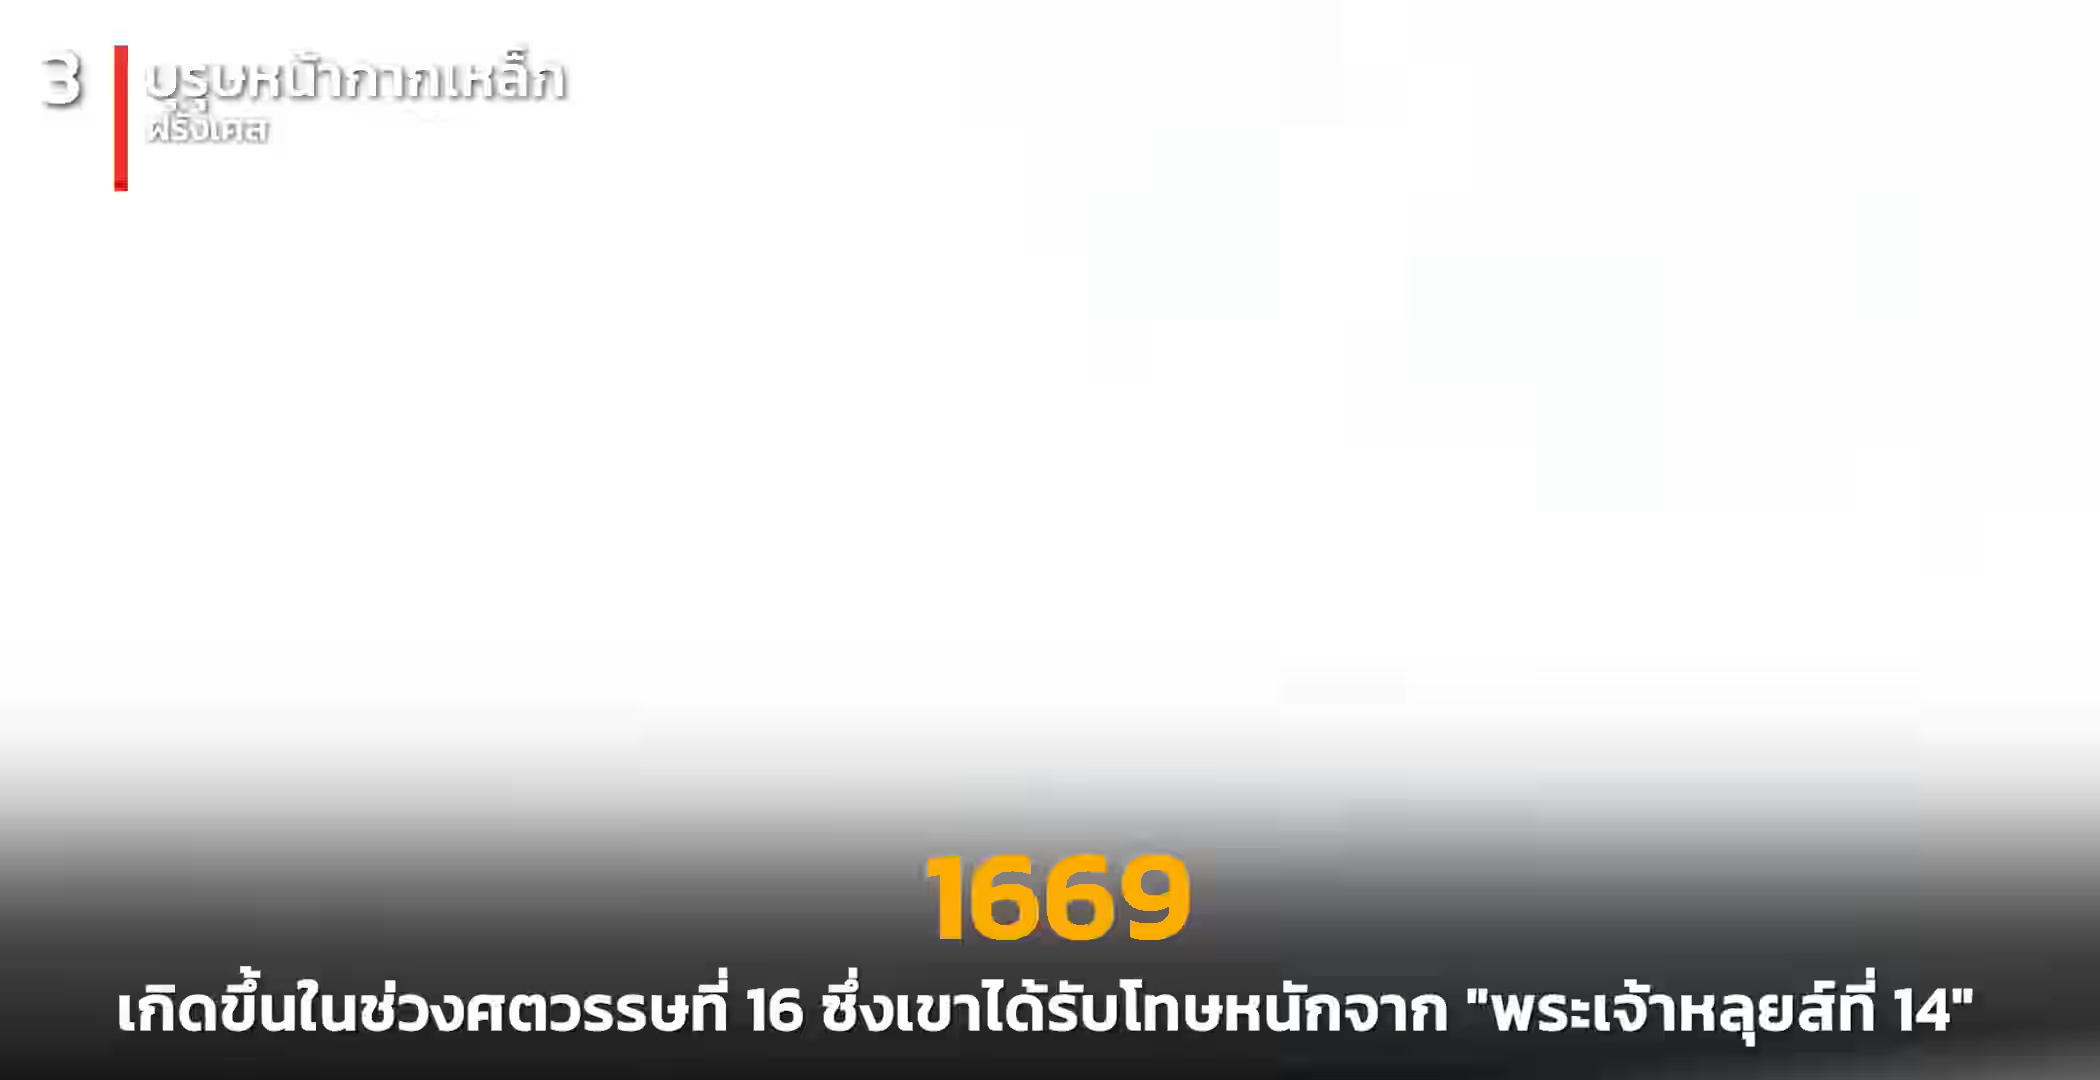 3
บุรุษหน้ากากเหล็ก
ฝรั่งเศส
1669
เกิดขึ้นในช่วงศตวรรษที่ 16 ซึ่งเขาได้รับโทษหนักจาก "พระเจ้าหลุยส์ที่ 14"